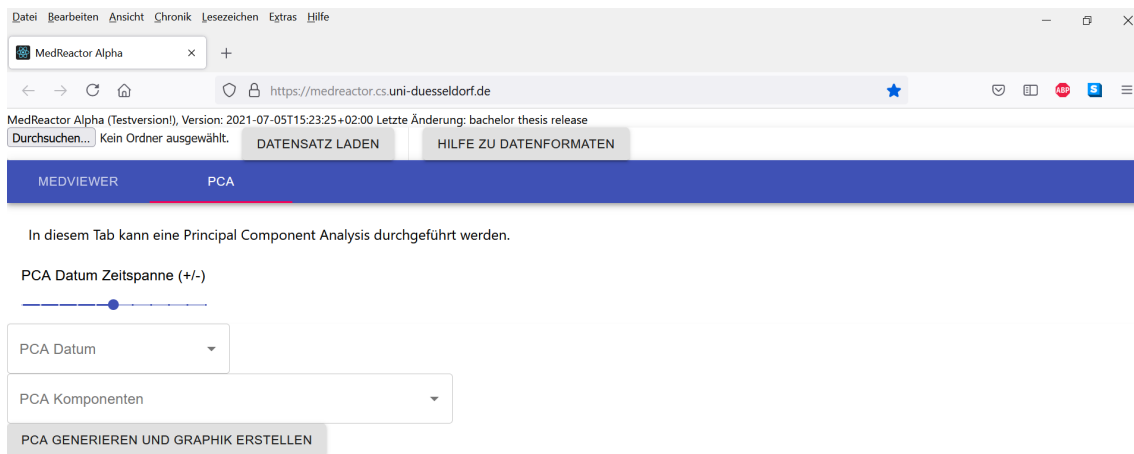 Datei Bearbeiten Ansicht Chronik Lesezeichen Extras Hilfe
MedReactor Alpha
https://medreactor.cs.uni-duesseldorf.de
ABP
S
MedReactor Alpha (Testversion!), Version: 2021-07-05T15:23:25+02:00 Letzte Änderung: bachelor thesis release
Durchsuchen... Kein Ordner ausgewählt. DATENSATZ LADEN HILFE ZU DATENFORMATEN
MEDVIEWER PCA
In diesem Tab kann eine Principal Component Analysis durchgeführt werden.
PCA Datum Zeitspanne (+/-)
PCA Datum
PCA Komponenten
PCA GENERIEREN UND GRAPHIK ERSTELLEN